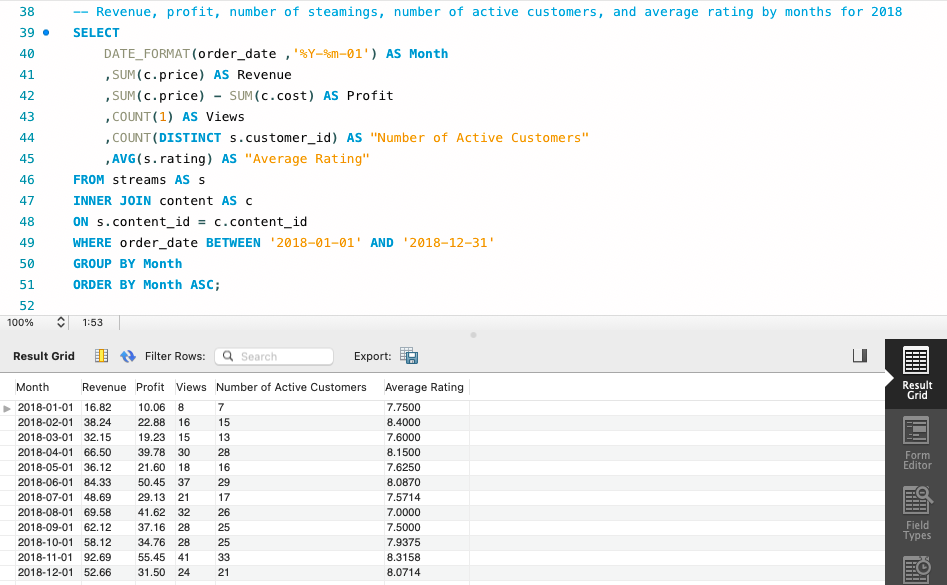 38 -- Revenue, profit, number of steamings, number of active customers, and average rating by months for 2018
39 SELECT
40 DATE_FORMAT(order_date ,'%Y-%m-01') AS Month
41 ,SUM(c.price) AS Revenue
42 ,SUM(c.price) - SUM(c.cost) AS Profit
43 ,COUNT(1) AS Views
44 ,COUNT(DISTINCT s.customer_id) AS "Number of Active Customers"
45 ,AVG(s.rating) AS "Average Rating"
46 FROM streams AS s
47 INNER JOIN content AS c
48 ON s.content_id = c.content_id
49 WHERE order_date BETWEEN '2018-01-01' AND '2018-12-31'
50 GROUP BY Month
51 ORDER BY Month ASC;
52
100% 1:53
Result Grid Filter Rows: Search Export:
Month Revenue Profit Views Number of Active Customers Average Rating
2018-01-01 16.82 10.06 8 7 7.7500
2018-02-01 38.24 22.88 16 15 8.4000
2018-03-01 32.15 19.23 15 13 7.6000
2018-04-01 66.50 39.78 30 28 8.1500
2018-05-01 36.12 21.60 18 16 7.6250
2018-06-01 84.33 50.45 37 29 8.0870
2018-07-01 48.69 29.13 21 17 7.5714
2018-08-01 69.58 41.62 32 26 7.0000
2018-09-01 62.12 37.16 28 25 7.5000
2018-10-01 58.12 34.76 28 25 7.9375
2018-11-01 92.69 55.45 41 33 8.3158
2018-12-01 52.66 31.50 24 21 8.0714
Result
Grid
Form
Editor
Field
Types